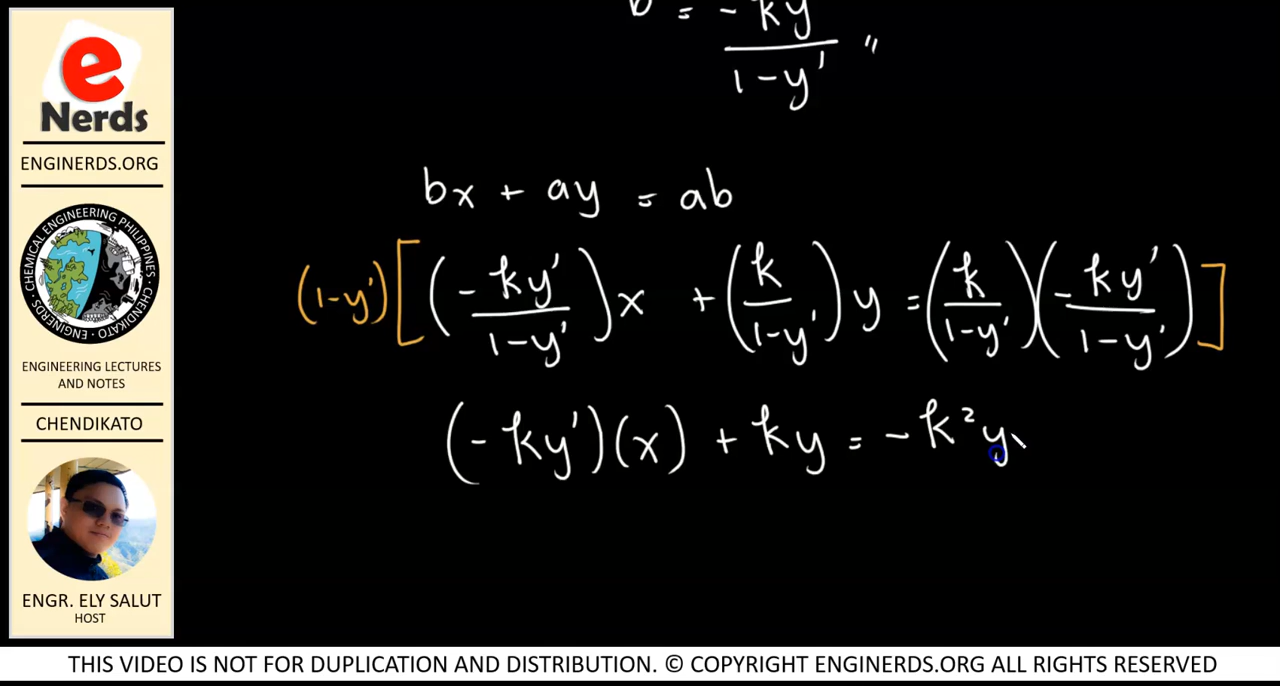 b = -ky
1-y' "
bx + ay = ab
(1-y')[(-ky'/1-y')x + (k/1-y')y = (k/1-y')(-ky'/1-y')]
(-ky')(x) + ky = -k²y
e
Nerds
ENGINERDS.ORG
CHEMICAL ENGINEERING PHILIPPINES
ENGINERDS • CHENDIKATO •
ENGINEERING LECTURES
AND NOTES
CHENDIKATO
ENGR. ELY SALUT
HOST
THIS VIDEO IS NOT FOR DUPLICATION AND DISTRIBUTION. © COPYRIGHT ENGINERDS.ORG ALL RIGHTS RESERVED